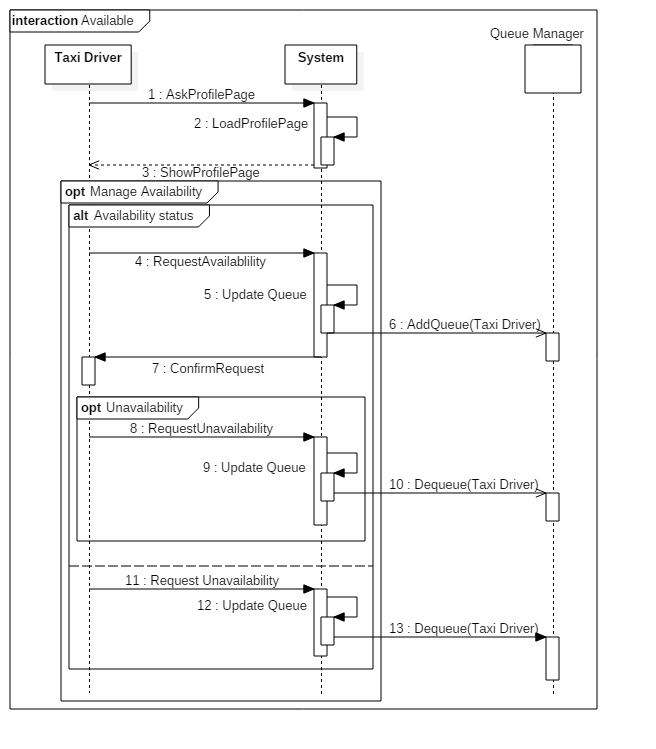 interaction Available
Queue Manager
Taxi Driver
System
1 : AskProfilePage
2 : LoadProfilePage
3 : ShowProfilePage
opt Manage Availability
alt Availability status
4 : RequestAvailablility
5 : Update Queue
6 : AddQueue(Taxi Driver)
7 : ConfirmRequest
opt Unavailability
8 : RequestUnavailability
9 : Update Queue
10 : Dequeue(Taxi Driver)
11 : Request Unavailability
12 : Update Queue
13 : Dequeue(Taxi Driver)